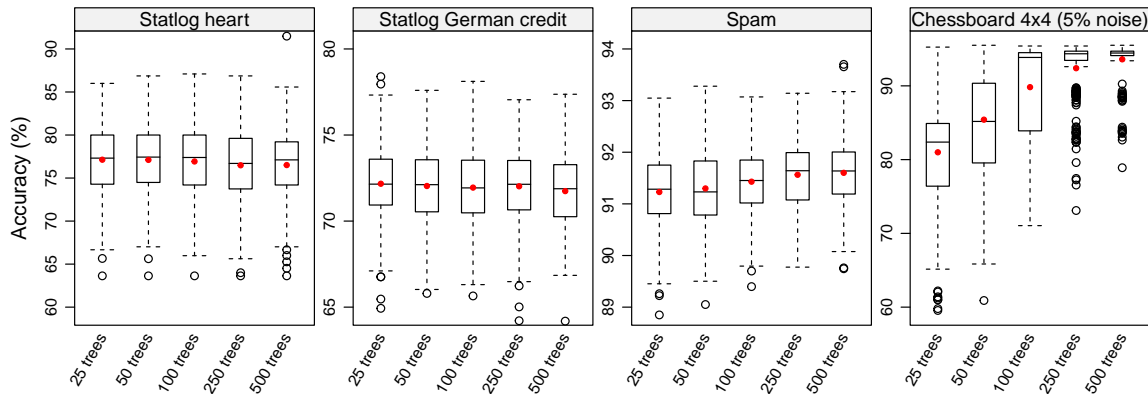 Statlog heart
Statlog German credit
Spam
Chessboard 4x4 (5% noise)
Accuracy (%)
90
85
80
75
70
65
60
80
75
70
65
94
93
92
91
90
89
90
80
70
60
25 trees
50 trees
100 trees
250 trees
500 trees
25 trees
50 trees
100 trees
250 trees
500 trees
25 trees
50 trees
100 trees
250 trees
500 trees
25 trees
50 trees
100 trees
250 trees
500 trees